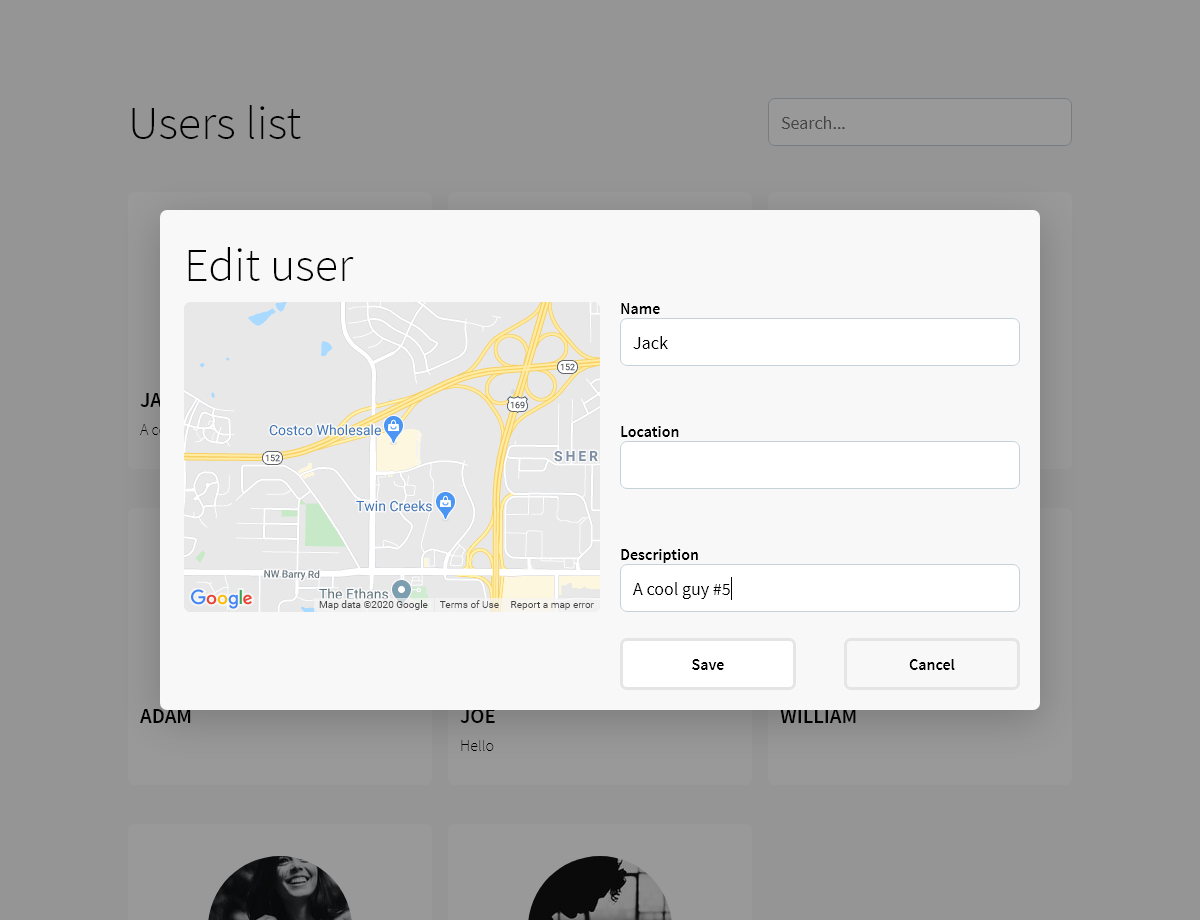 Users list
Search...
Edit user
Name
Jack
152
169
Costco Wholesale
JA
A co
Location
152
SHER
Twin Creeks
Description
NW Barry Rd
A cool guy #5
The Ethans
Google
Map data ©2020 Google
Terms of Use
Report a map error
Save
Cancel
ADAM
JOE
WILLIAM
Hello